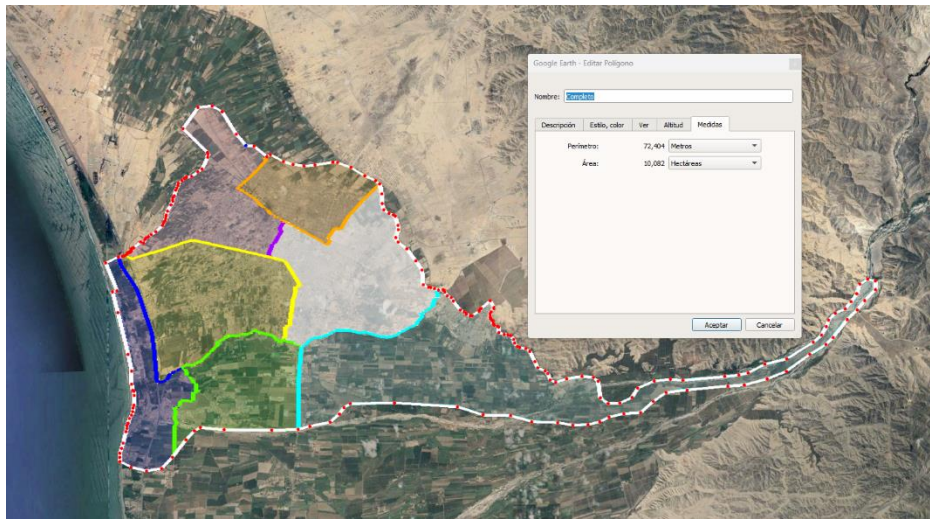 Google Earth - Editar Polígono
Nombre: Completo
Descripción Estilo, color Ver Altitud Medidas
Perímetro: 72,404 Metros
Área: 10,082 Hectáreas
Aceptar Cancelar